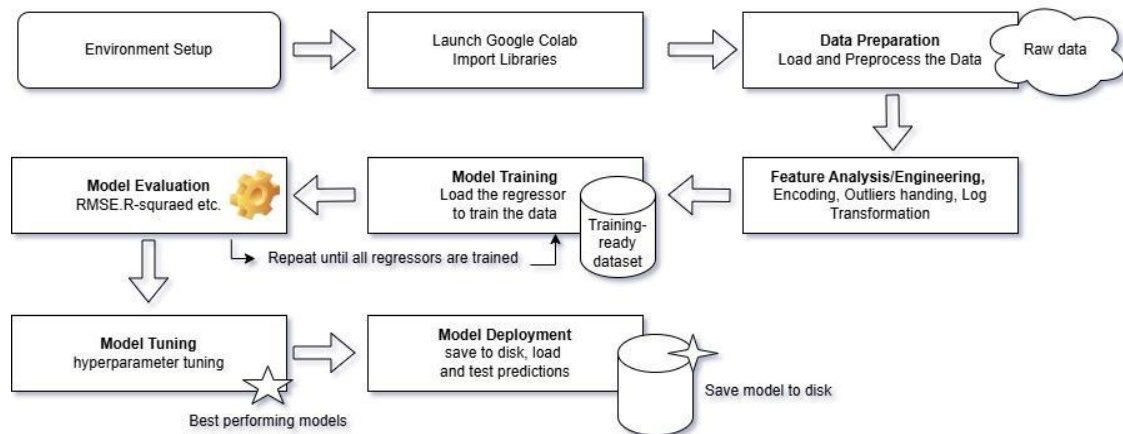 Environment Setup
Launch Google Colab
Import Libraries
Data Preparation
Load and Preprocess the Data
Raw data
Model Evaluation
RMSE.R-squraed etc.
Model Training
Load the regressor
to train the data
Training-
ready
dataset
Feature Analysis/Engineering,
Encoding, Outliers handing, Log
Transformation
Repeat until all regressors are trained
Model Tuning
hyperparameter tuning
Best performing models
Model Deployment
save to disk, load
and test predictions
Save model to disk